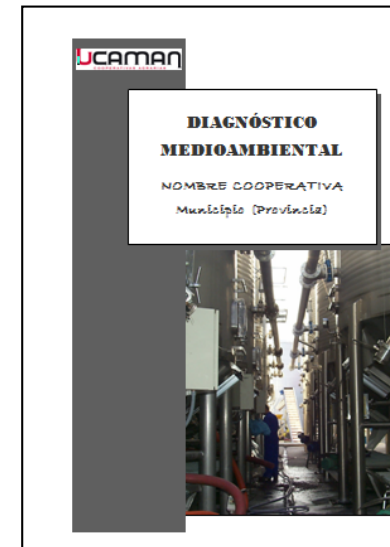 UCAMAN
DIAGNÓSTICO
MEDIOAMBIENTAL
NOMBRE COOPERATIVA
Municipio (Provincia)